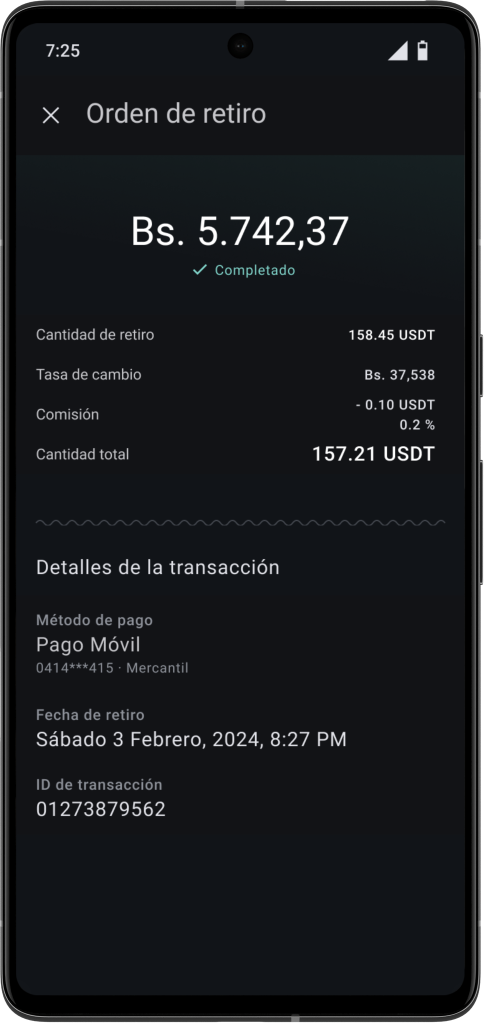 7:25
Orden de retiro
Bs. 5.742,37
Completado
Cantidad de retiro 158.45 USDT
Tasa de cambio Bs. 37,538
Comisión - 0.10 USDT
0.2 %
Cantidad total 157.21 USDT
Detalles de la transacción
Método de pago
Pago Móvil
0414***415 · Mercantil
Fecha de retiro
Sábado 3 Febrero, 2024, 8:27 PM
ID de transacción
01273879562